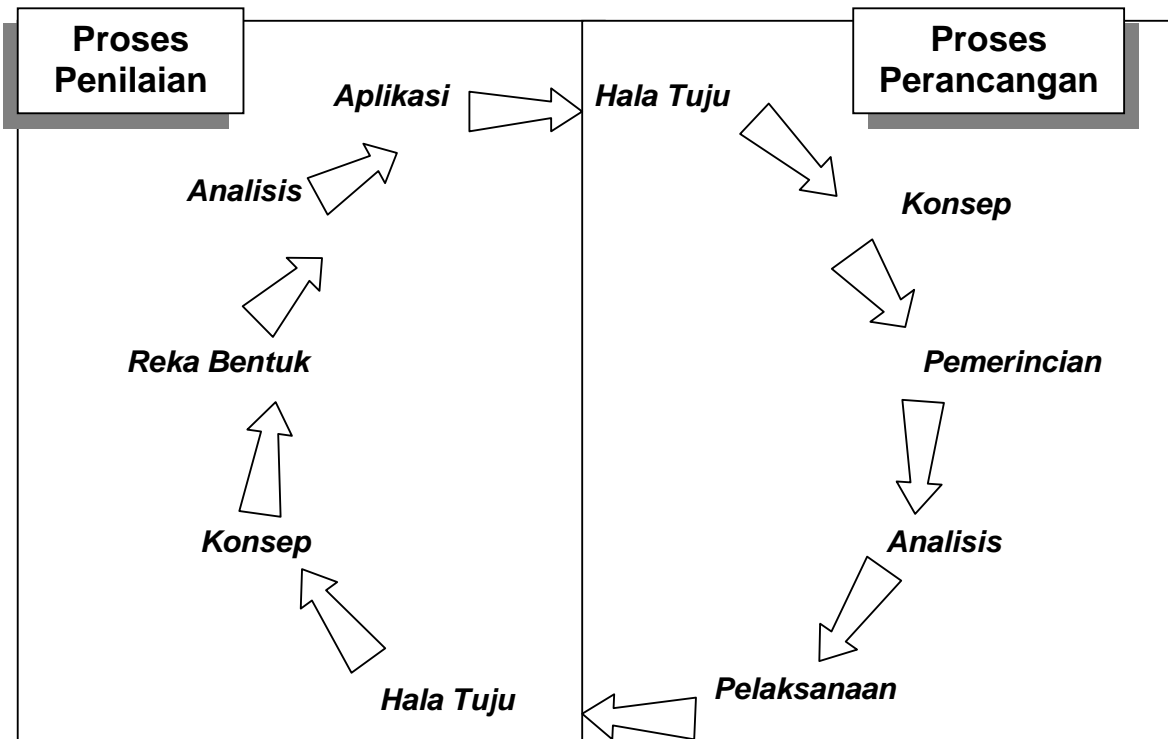 Proses
Penilaian
Proses
Perancangan
Aplikasi
Hala Tuju
Analisis
Konsep
Reka Bentuk
Pemerincian
Konsep
Analisis
Hala Tuju
Pelaksanaan